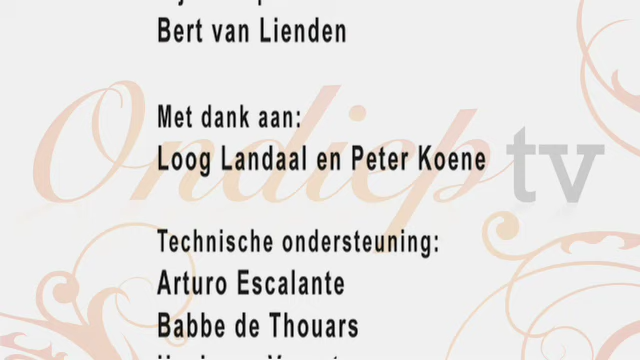 Bert van Lienden
Met dank aan:
Loog Landaal en Peter Koene
Ondiep tv
Technische ondersteuning:
Arturo Escalante
Babbe de Thouars